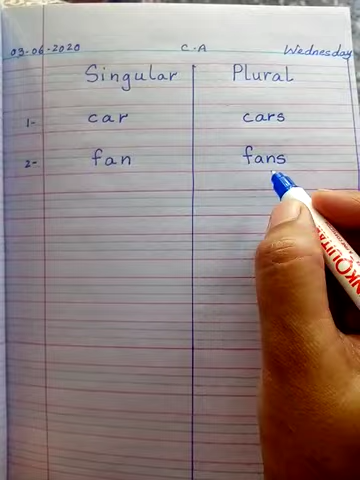 03-06-2020 C.A Wednesday
Singular Plural
1- car cars
2- fan fans